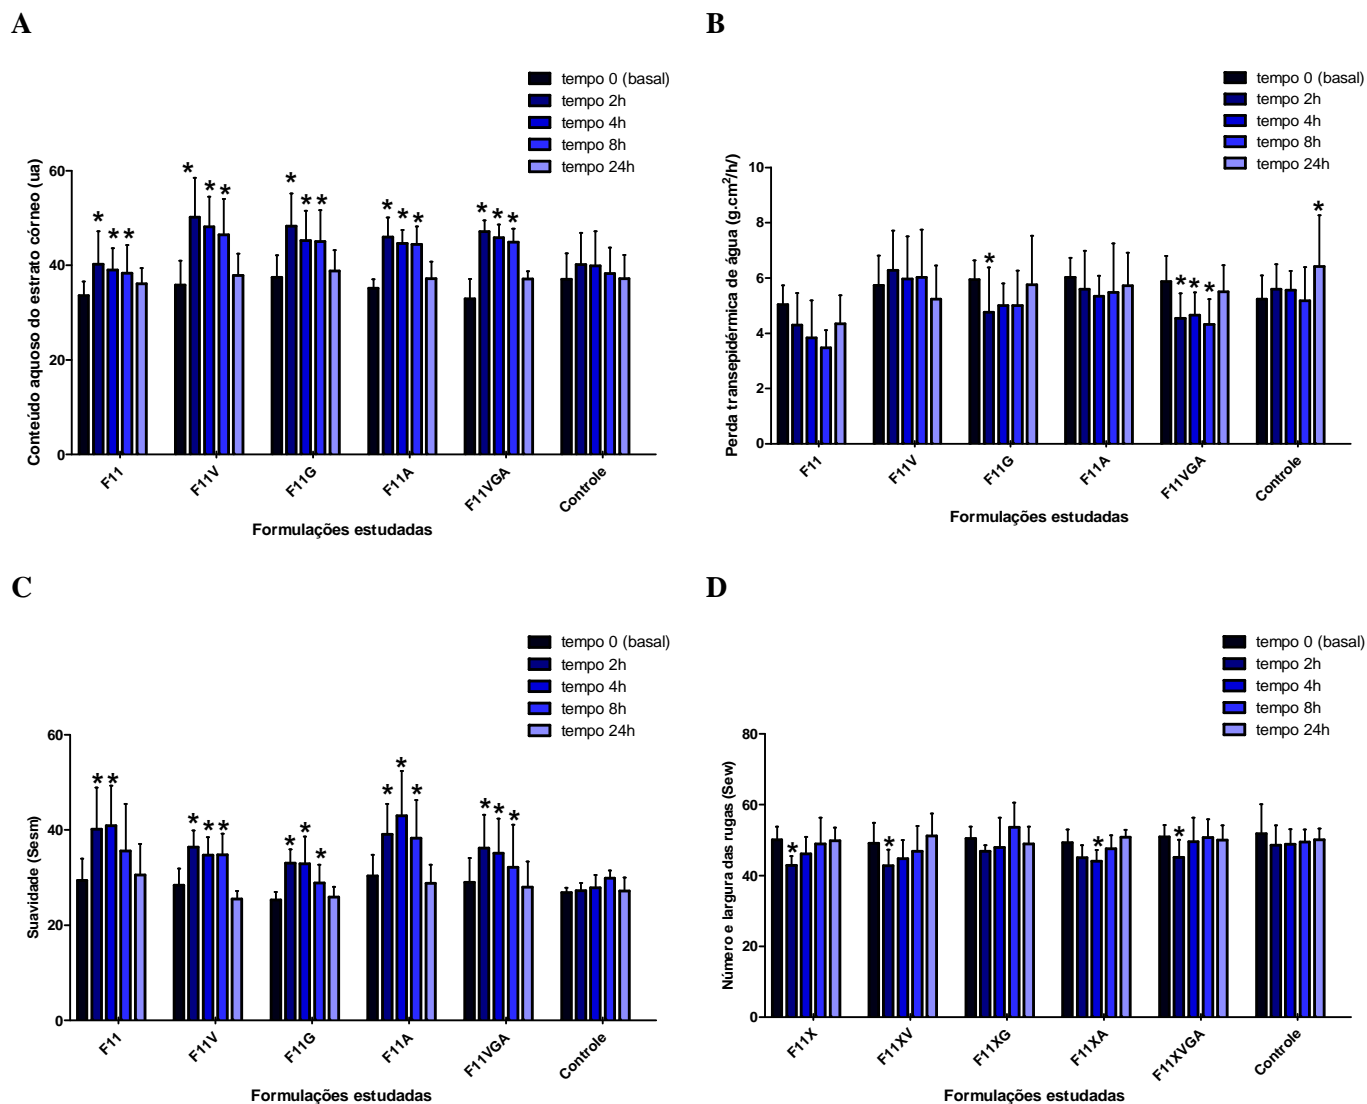 A
tempo 0 (basal)
tempo 2h
tempo 4h
tempo 8h
tempo 24h
Conteúdo aquoso do estrato córneo (ua)
60
40
20
0
* * *
* * *
* * *
* * *
* * *
F11
F11V
F11G
F11A
F11VGA
Controle
Formulações estudadas
B
tempo 0 (basal)
tempo 2h
tempo 4h
tempo 8h
tempo 24h
Perda transepidérmica de água (g.cm²/h/)
10
8
6
4
2
0
*
* * *
*
F11
F11V
F11G
F11A
F11VGA
Controle
Formulações estudadas
C
tempo 0 (basal)
tempo 2h
tempo 4h
tempo 8h
tempo 24h
Suavidade (Sesm)
60
40
20
0
* *
* * *
* * *
* * *
* * *
F11
F11V
F11G
F11A
F11VGA
Controle
Formulações estudadas
D
tempo 0 (basal)
tempo 2h
tempo 4h
tempo 8h
tempo 24h
Número e largura das rugas (Sew)
80
60
40
20
0
*
*
*
*
F11X
F11XV
F11XG
F11XA
F11XVGA
Controle
Formulações estudadas